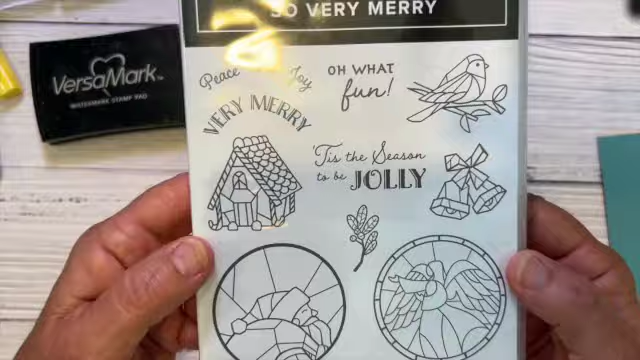 SO VERY MERRY
VersaMark™
WATERMARK STAMP PAD
Peace
Joy
VERY MERRY
OH WHAT
fun!
'Tis the Season
to be JOLLY